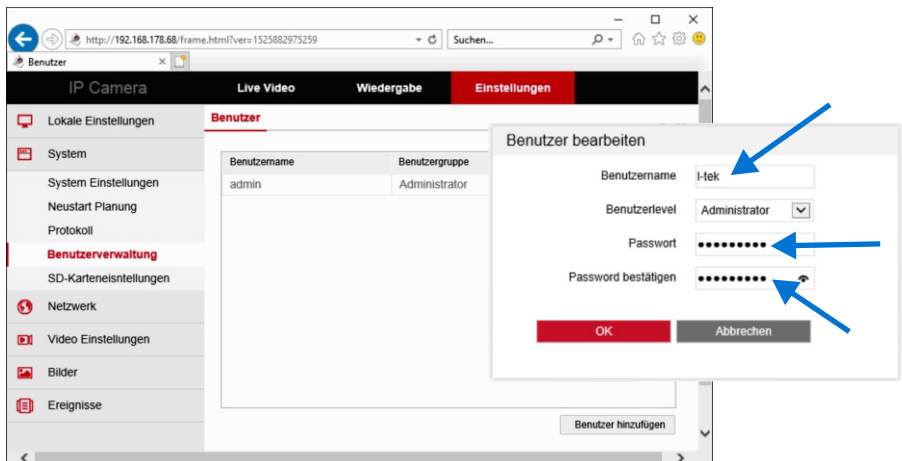 http://192.168.178.68/frame.html?ver=1525882975259
Suchen...
Benutzer
IP Camera
Live Video
Wiedergabe
Einstellungen
Lokale Einstellungen
System
System Einstellungen
Neustart Planung
Protokoll
Benutzerverwaltung
SD-Karteneisntellungen
Netzwerk
Video Einstellungen
Bilder
Ereignisse
Benutzer
Benutzername Benutzergruppe
admin Administrator
Benutzer hinzufügen
Benutzer bearbeiten
Benutzername l-tek
Benutzerlevel Administrator
Passwort •••••••••
Password bestätigen •••••••••
OK Abbrechen